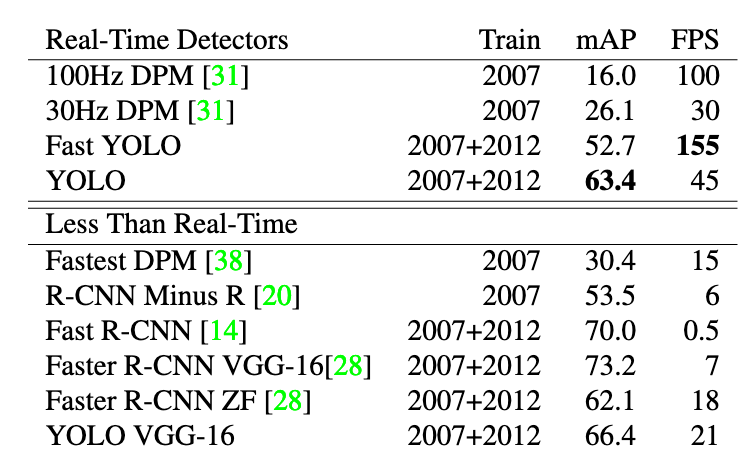 Real-Time Detectors Train mAP FPS
100Hz DPM [31] 2007 16.0 100
30Hz DPM [31] 2007 26.1 30
Fast YOLO 2007+2012 52.7 155
YOLO 2007+2012 63.4 45
Less Than Real-Time
Fastest DPM [38] 2007 30.4 15
R-CNN Minus R [20] 2007 53.5 6
Fast R-CNN [14] 2007+2012 70.0 0.5
Faster R-CNN VGG-16[28] 2007+2012 73.2 7
Faster R-CNN ZF [28] 2007+2012 62.1 18
YOLO VGG-16 2007+2012 66.4 21